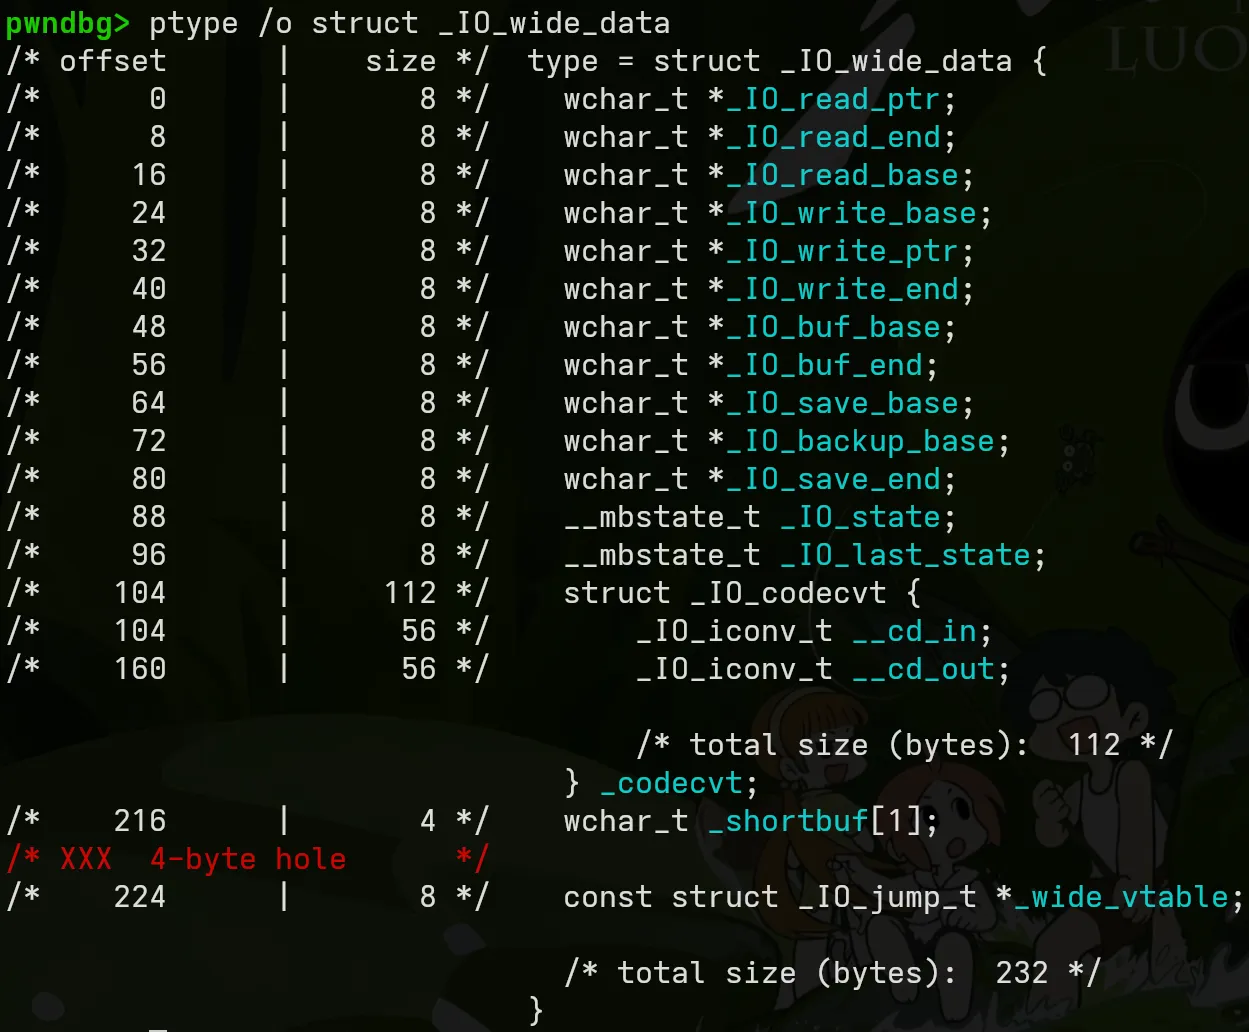 LUO
pwndbg> ptype /o struct _IO_wide_data
/* offset      |    size */  type = struct _IO_wide_data {
/*      0      |       8 */    wchar_t *_IO_read_ptr;
/*      8      |       8 */    wchar_t *_IO_read_end;
/*     16      |       8 */    wchar_t *_IO_read_base;
/*     24      |       8 */    wchar_t *_IO_write_base;
/*     32      |       8 */    wchar_t *_IO_write_ptr;
/*     40      |       8 */    wchar_t *_IO_write_end;
/*     48      |       8 */    wchar_t *_IO_buf_base;
/*     56      |       8 */    wchar_t *_IO_buf_end;
/*     64      |       8 */    wchar_t *_IO_save_base;
/*     72      |       8 */    wchar_t *_IO_backup_base;
/*     80      |       8 */    wchar_t *_IO_save_end;
/*     88      |       8 */    __mbstate_t _IO_state;
/*     96      |       8 */    __mbstate_t _IO_last_state;
/*    104      |     112 */    struct _IO_codecvt {
/*    104      |      56 */        _IO_iconv_t __cd_in;
/*    160      |      56 */        _IO_iconv_t __cd_out;
                                   /* total size (bytes):  112 */
                               } _codecvt;
/*    216      |       4 */    wchar_t _shortbuf[1];
/* XXX  4-byte hole      */
/*    224      |       8 */    const struct _IO_jump_t *_wide_vtable;
                               /* total size (bytes):  232 */
                             }